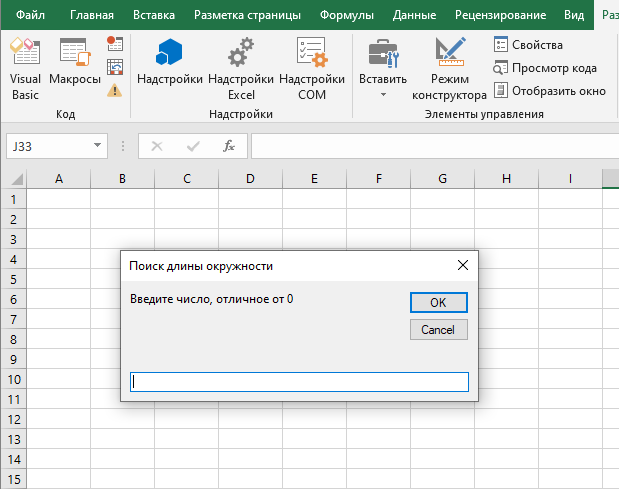 Файл Главная Вставка Разметка страницы Формулы Данные Рецензирование Вид Раз
Visual Basic
Макросы
Надстройки
Надстройки Excel
Надстройки COM
Вставить
Режим конструктора
Свойства
Просмотр кода
Отобразить окно
Код
Надстройки
Элементы управления
J33
fx
A B C D E F G H I
1
2
3
4
5
6
7
8
9
10
11
12
13
14
15
Поиск длины окружности
Введите число, отличное от 0
OK
Cancel